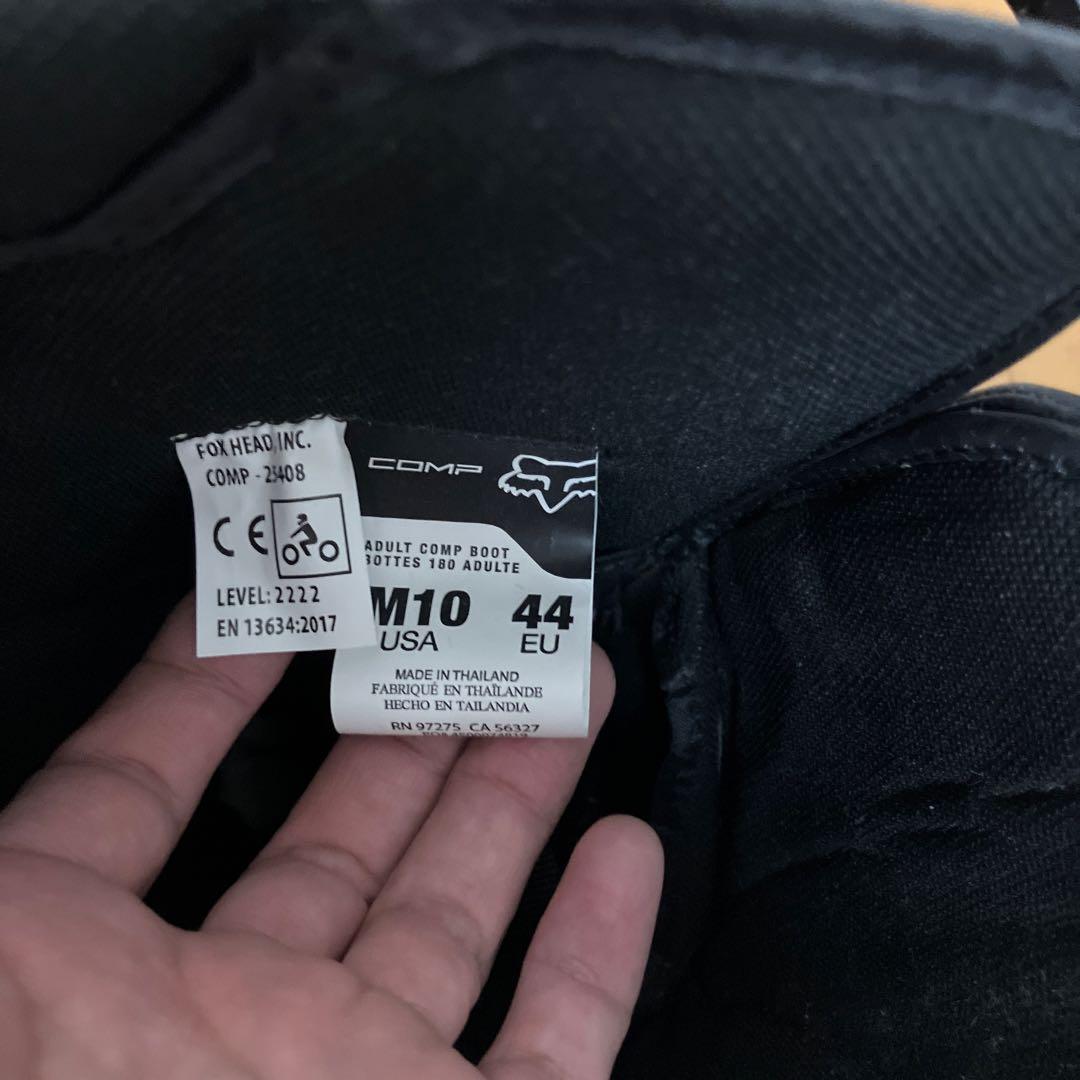 FOX HEAD, INC.
COMP - 25408
CE
LEVEL: 2222
EN 13634:2017
COMP
ADULT COMP BOOT
BOTTES 180 ADULTE
M10 44
USA EU
MADE IN THAILAND
FABRIQUÉ EN THAÏLANDE
HECHO EN TAILANDIA
RN 97275 CA 56327